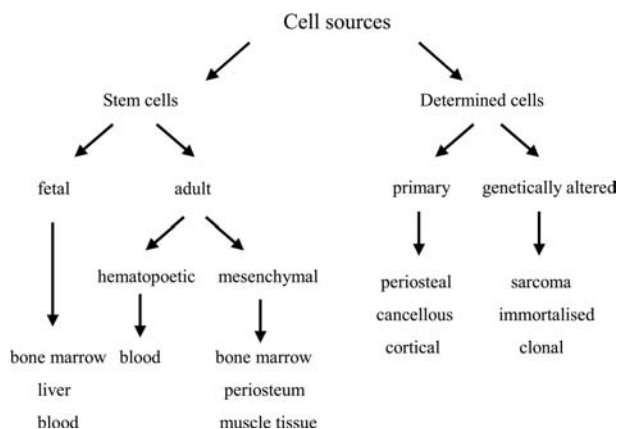 Cell sources
Stem cells
Determined cells
fetal
adult
primary
genetically altered
hematopoetic
mesenchymal
periosteal
cancellous
cortical
sarcoma
immortalised
clonal
bone marrow
liver
blood
blood
bone marrow
periosteum
muscle tissue